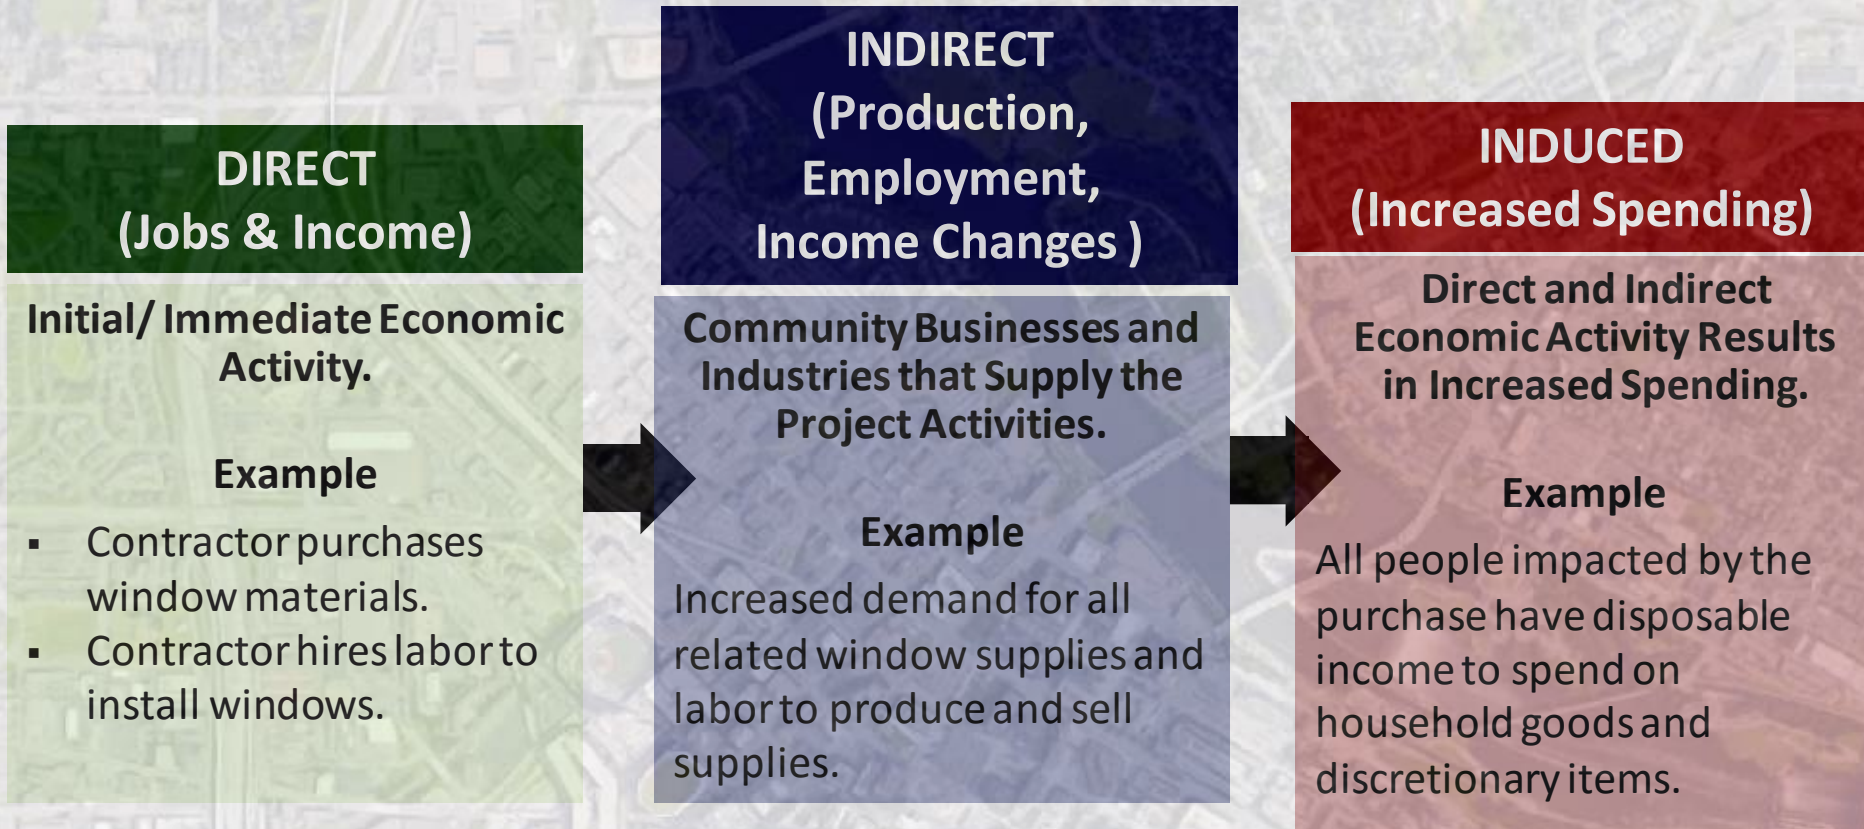 DIRECT
(Jobs & Income)
Initial/ Immediate Economic
Activity.
Example
▪ Contractor purchases
window materials.
▪ Contractor hires labor to
install windows.
INDIRECT
(Production,
Employment,
Income Changes )
Community Businesses and
Industries that Supply the
Project Activities.
Example
Increased demand for all
related window supplies and
labor to produce and sell
supplies.
INDUCED
(Increased Spending)
Direct and Indirect
Economic Activity Results
in Increased Spending.
Example
All people impacted by the
purchase have disposable
income to spend on
household goods and
discretionary items.